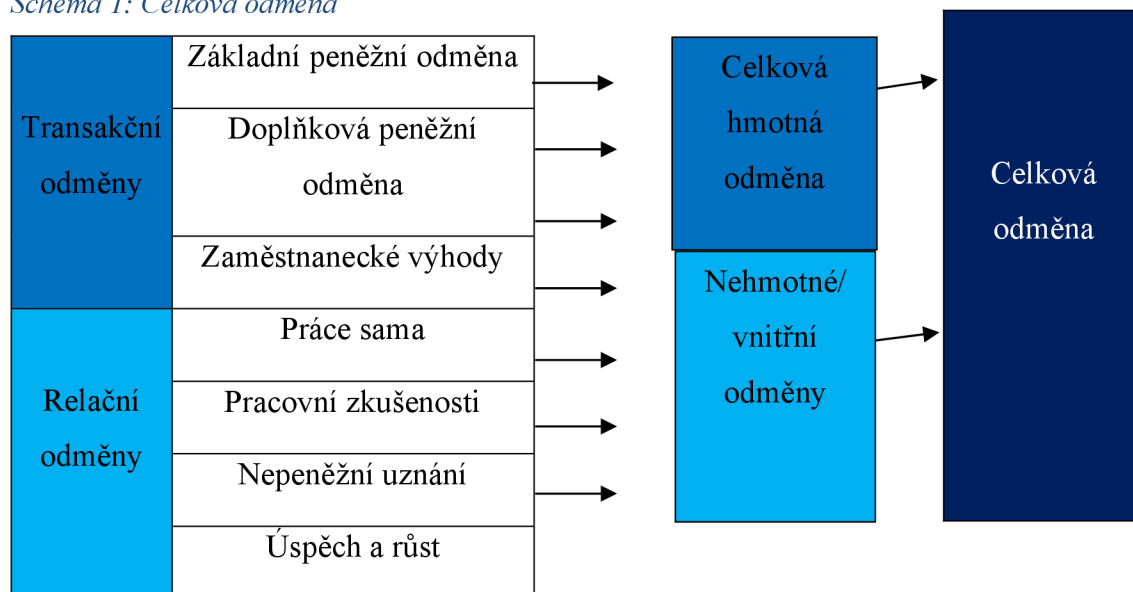 Schéma 1: Celková odměna
Transakční
odměny
Základní peněžní odměna
Doplňková peněžní
odměna
Zaměstnanecké výhody
Relační
odměny
Práce sama
Pracovní zkušenosti
Nepeněžní uznání
Úspěch a růst
Celková
hmotná
odměna
Nehmotné/
vnitřní
odměny
Celková
odměna